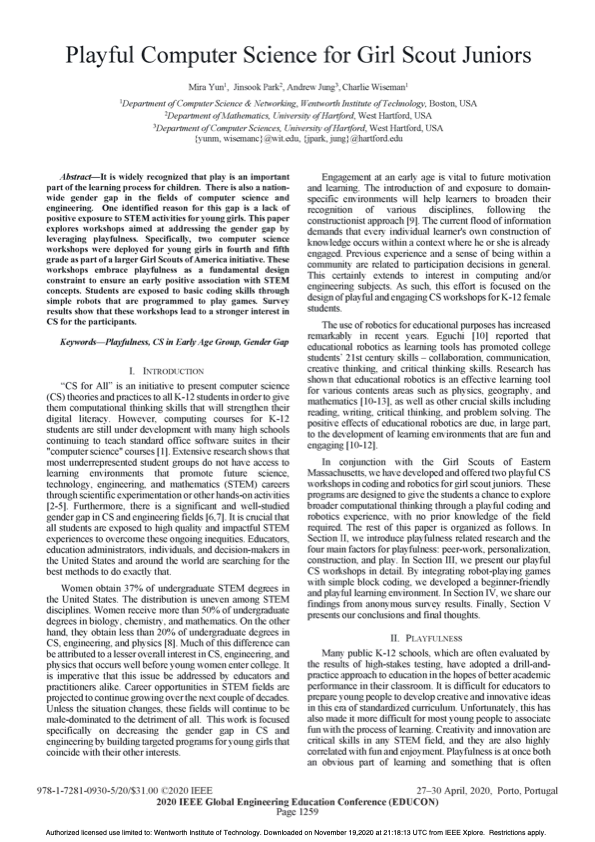 Playful Computer Science for Girl Scout Juniors
Mira Yun1, Jinsook Park2, Andrew Jung3, Charlie Wiseman1
1Department of Computer Science & Networking, Wentworth Institute of Technology, Boston, USA
2Department of Mathematics, University of Hartford, West Hartford, USA
3Department of Computer Sciences, University of Hartford, West Hartford, USA
{yunm, wisemanc}@wit.edu, {jpark, jung}@hartford.edu
Abstract—It is widely recognized that play is an important
part of the learning process for children. There is also a nation-
wide gender gap in the fields of computer science and
engineering. One identified reason for this gap is a lack of
positive exposure to STEM activities for young girls. This paper
explores workshops aimed at addressing the gender gap by
leveraging playfulness. Specifically, two computer science
workshops were deployed for young girls in fourth and fifth
grade as part of a larger Girl Scouts of America initiative. These
workshops embrace playfulness as a fundamental design
constraint to ensure an early positive association with STEM
concepts. Students are exposed to basic coding skills through
simple robots that are programmed to play games. Survey
results show that these workshops lead to a stronger interest in
CS for the participants.
Keywords—Playfulness, CS in Early Age Group, Gender Gap
I. INTRODUCTION
“CS for All” is an initiative to present computer science
(CS) theories and practices to all K-12 students in order to give
them computational thinking skills that will strengthen their
digital literacy. However, computing courses for K-12
students are still under development with many high schools
continuing to teach standard office software suites in their
"computer science" courses [1]. Extensive research shows that
most underrepresented student groups do not have access to
learning environments that promote future science,
technology, engineering, and mathematics (STEM) careers
through scientific experimentation or other hands-on activities
[2-5]. Furthermore, there is a significant and well-studied
gender gap in CS and engineering fields [6,7]. It is crucial that
all students are exposed to high quality and impactful STEM
experiences to overcome these ongoing inequities. Educators,
education administrators, individuals, and decision-makers in
the United States and around the world are searching for the
best methods to do exactly that.
Women obtain 37% of undergraduate STEM degrees in
the United States. The distribution is uneven among STEM
disciplines. Women receive more than 50% of undergraduate
degrees in biology, chemistry, and mathematics. On the other
hand, they obtain less than 20% of undergraduate degrees in
CS, engineering, and physics [8]. Much of this difference can
be attributed to a lesser overall interest in CS, engineering, and
physics that occurs well before young women enter college. It
is imperative that this issue be addressed by educators and
practitioners alike. Career opportunities in STEM fields are
projected to continue growing over the next couple of decades.
Unless the situation changes, these fields will continue to be
male-dominated to the detriment of all. This work is focused
specifically on decreasing the gender gap in CS and
engineering by building targeted programs for young girls that
coincide with their other interests.
Engagement at an early age is vital to future motivation
and learning. The introduction of and exposure to domain-
specific environments will help learners to broaden their
recognition of various disciplines, following the
constructionist approach [9]. The current flood of information
demands that every individual learner's own construction of
knowledge occurs within a context where he or she is already
engaged. Previous experience and a sense of being within a
community are related to participation decisions in general.
This certainly extends to interest in computing and/or
engineering subjects. As such, this effort is focused on the
design of playful and engaging CS workshops for K-12 female
students.
The use of robotics for educational purposes has increased
remarkably in recent years. Eguchi [10] reported that
educational robotics as learning tools has promoted college
students’ 21st century skills – collaboration, communication,
creative thinking, and critical thinking skills. Research has
shown that educational robotics is an effective learning tool
for various contents areas such as physics, geography, and
mathematics [10-13], as well as other crucial skills including
reading, writing, critical thinking, and problem solving. The
positive effects of educational robotics are due, in large part,
to the development of learning environments that are fun and
engaging [10-12].
In conjunction with the Girl Scouts of Eastern
Massachusetts, we have developed and offered two playful CS
workshops in coding and robotics for girl scout juniors. These
programs are designed to give the students a chance to explore
broader computational thinking through a playful coding and
robotics experience, with no prior knowledge of the field
required. The rest of this paper is organized as follows. In
Section II, we introduce playfulness related research and the
four main factors for playfulness: peer-work, personalization,
construction, and play. In Section III, we present our playful
CS workshops in detail. By integrating robot-playing games
with simple block coding, we developed a beginner-friendly
and playful learning environment. In Section IV, we share our
findings from anonymous survey results. Finally, Section V
presents our conclusions and final thoughts.
II. PLAYFULNESS
Many public K-12 schools, which are often evaluated by
the results of high-stakes testing, have adopted a drill-and-
practice approach to education in the hopes of better academic
performance in their classroom. It is difficult for educators to
prepare young people to develop creative and innovative ideas
in this era of standardized curriculum. Unfortunately, this has
also made it more difficult for most young people to associate
fun with the process of learning. Creativity and innovation are
critical skills in any STEM field, and they are also highly
correlated with fun and enjoyment. Playfulness is at once both
an obvious part of learning and something that is often
978-1-7281-0930-5/20/$31.00 ©2020 IEEE
27–30 April, 2020, Porto, Portugal
2020 IEEE Global Engineering Education Conference (EDUCON)
Page 1259
Authorized licensed use limited to: Wentworth Institute of Technology. Downloaded on November 19,2020 at 21:18:13 UTC from IEEE Xplore. Restrictions apply.